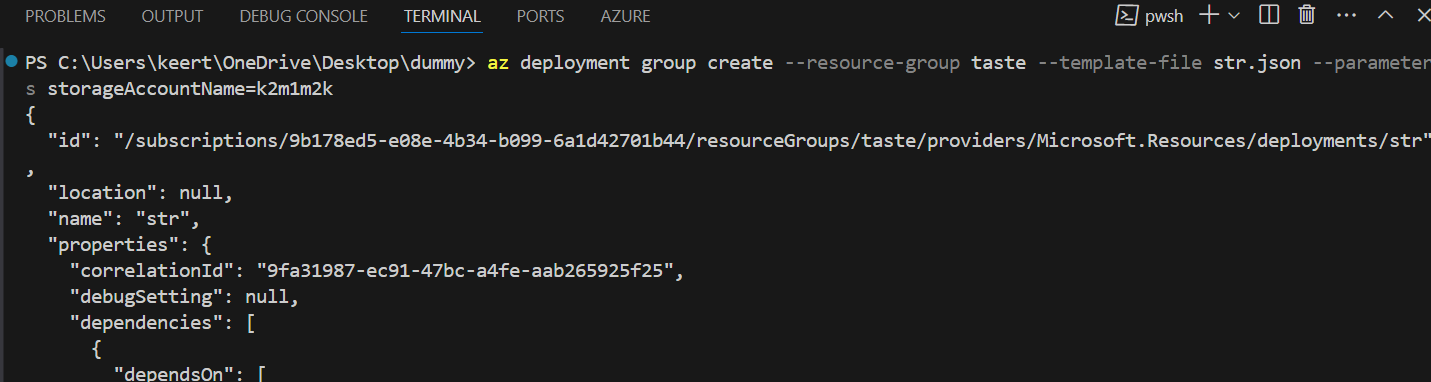 PROBLEMS OUTPUT DEBUG CONSOLE TERMINAL PORTS AZURE pwsh
PS C:\Users\keert\OneDrive\Desktop\dummy> az deployment group create --resource-group taste --template-file str.json --parameter
s storageAccountName=k2m1m2k
{
"id": "/subscriptions/9b178ed5-e08e-4b34-b099-6a1d42701b44/resourceGroups/taste/providers/Microsoft.Resources/deployments/str"
,
"location": null,
"name": "str",
"properties": {
"correlationId": "9fa31987-ec91-47bc-a4fe-aab265925f25",
"debugSetting": null,
"dependencies": [
{
"dependsOn": [